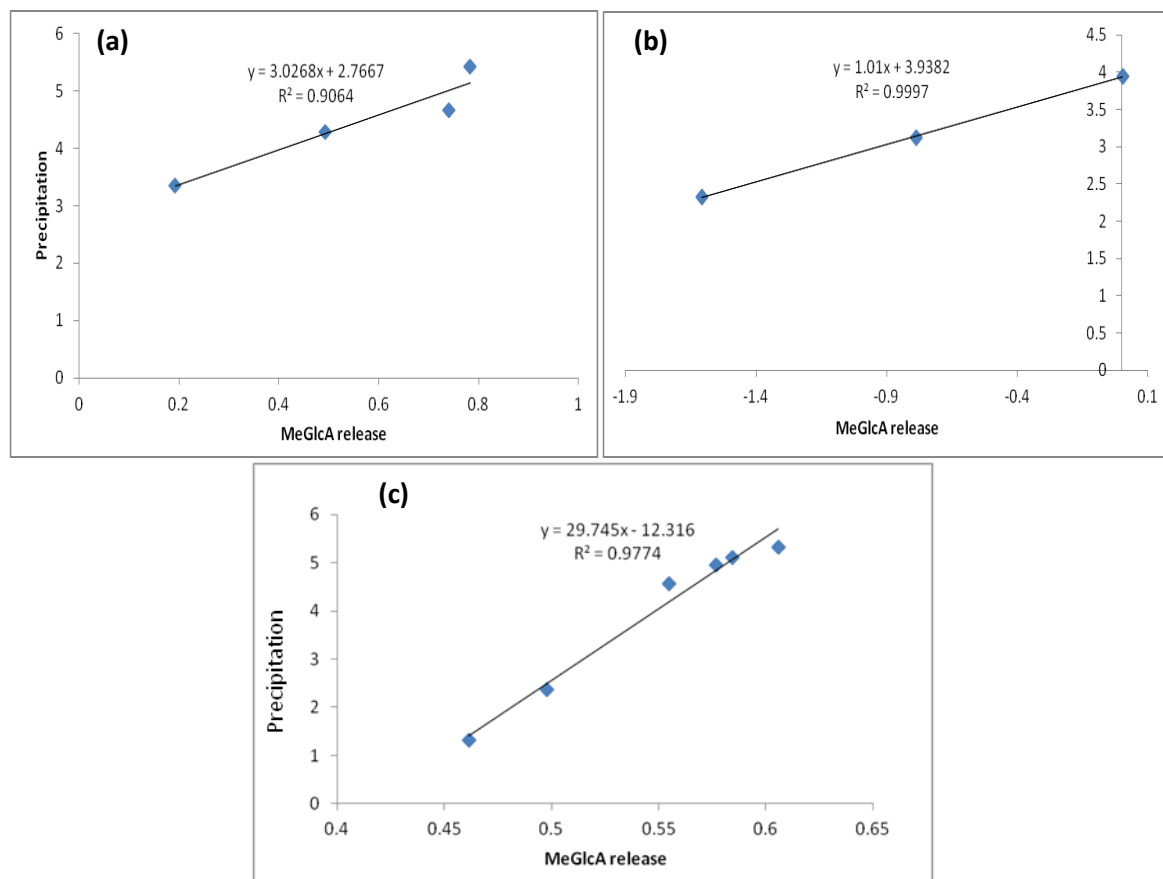 (a)
y = 3.0268x + 2.7667
R² = 0.9064
Precipitation
6
5
4
3
2
1
0
0 0.2 0.4 0.6 0.8 1
MeGlcA release
(b)
y = 1.01x + 3.9382
R² = 0.9997
4.5
4
3.5
3
2.5
2
1.5
1
0.5
0
-1.9 -1.4 -0.9 -0.4 0.1
MeGlcA release
(c)
y = 29.745x - 12.316
R² = 0.9774
Precipitation
6
5
4
3
2
1
0
0.4 0.45 0.5 0.55 0.6 0.65
MeGlcA release